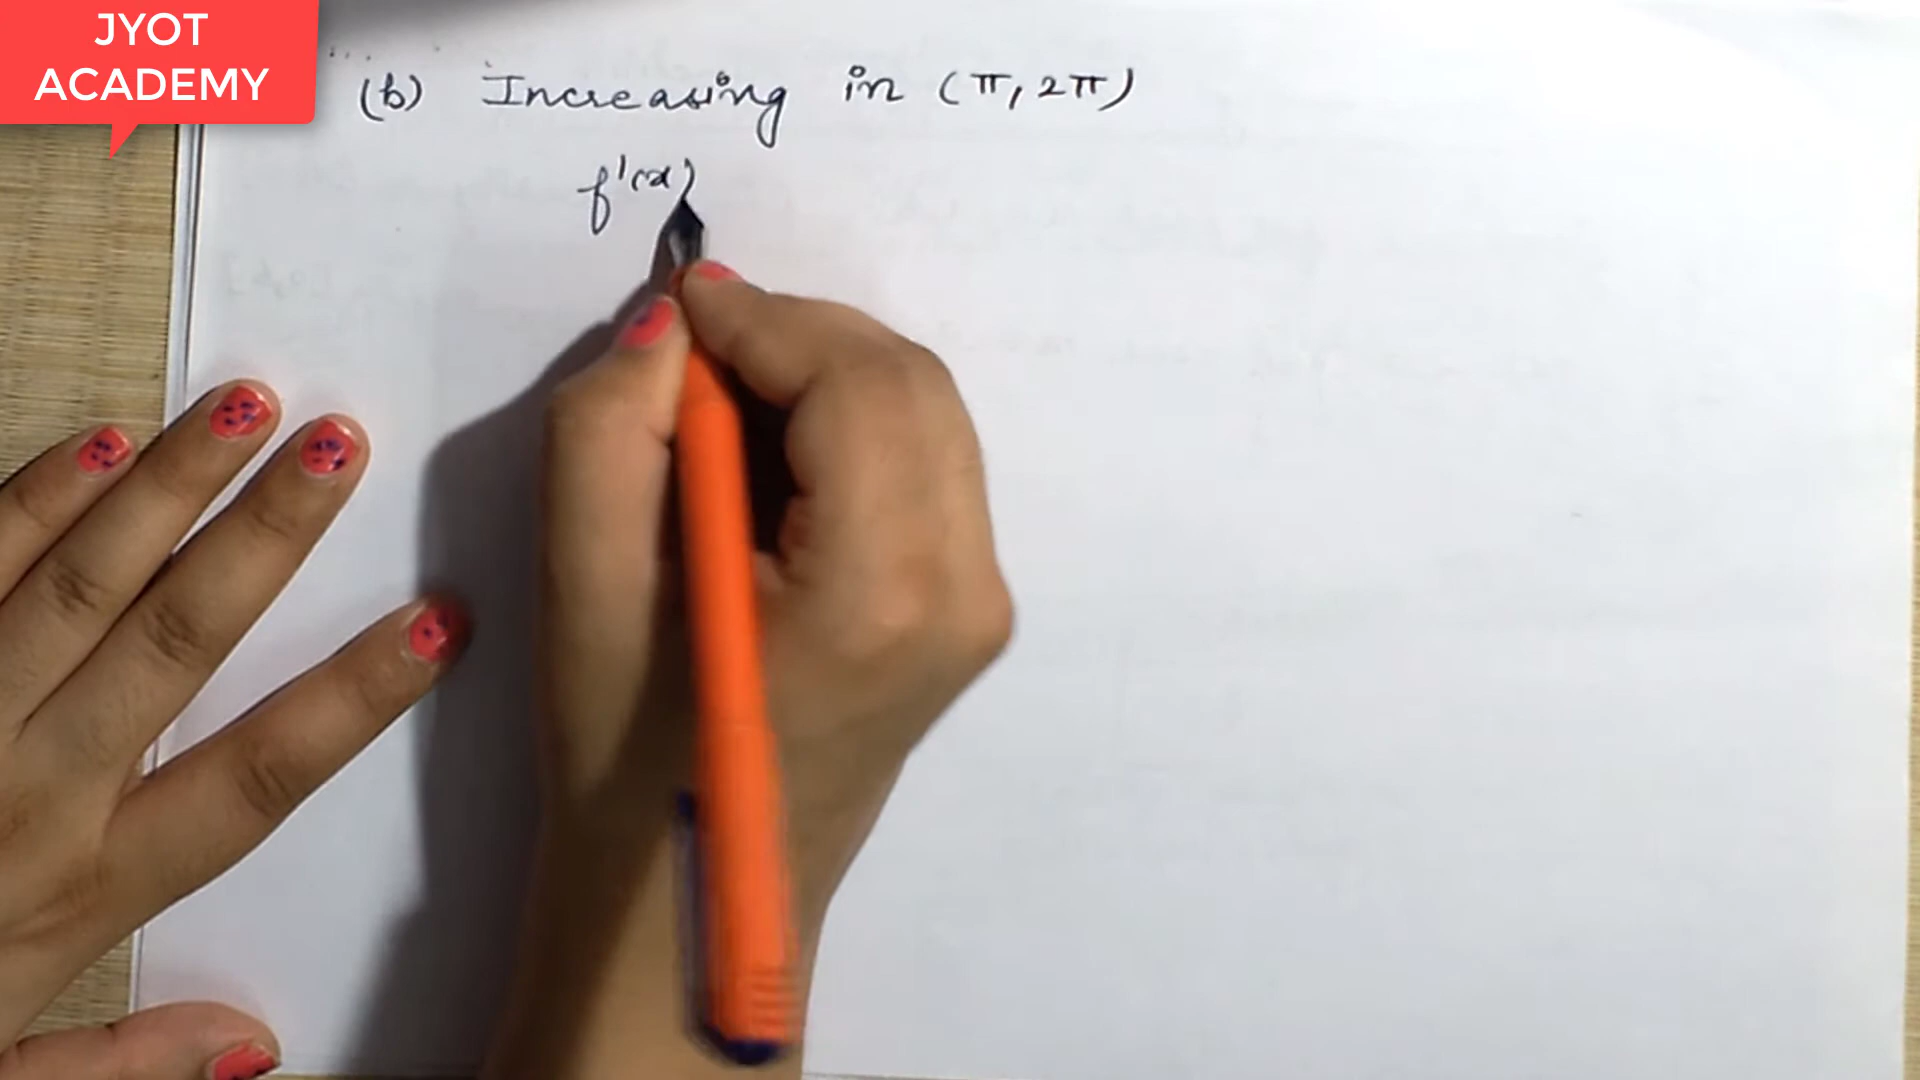 JYOT
ACADEMY
(b) Increasing in (π, 2π)
f'(x)